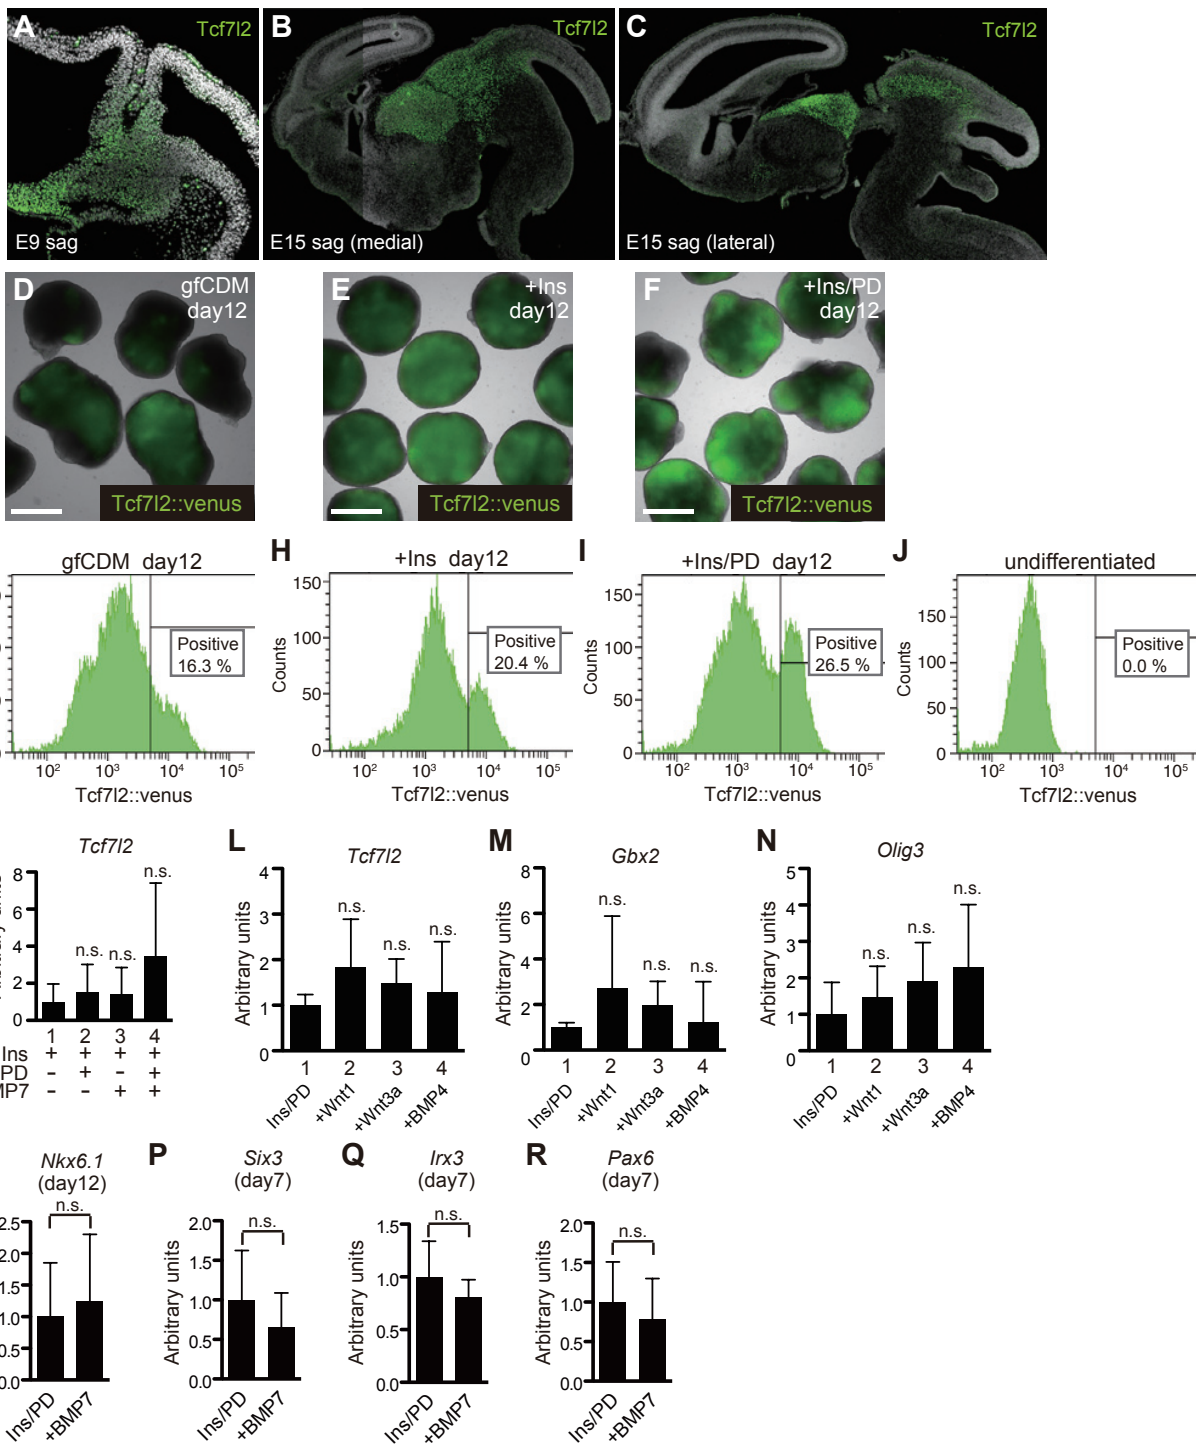 A
Tcf7l2
E9 sag
B
Tcf7l2
E15 sag (medial)
C
Tcf7l2
E15 sag (lateral)
D
gfCDM
day12
Tcf7l2::venus
E
+Ins
day12
Tcf7l2::venus
F
+Ins/PD
day12
Tcf7l2::venus
gfCDM day12
Positive
16.3 %
10² 10³ 10⁴ 10⁵
Tcf7l2::venus
H
+Ins day12
Counts
150
100
50
0
Positive
20.4 %
10² 10³ 10⁴ 10⁵
Tcf7l2::venus
I
+Ins/PD day12
Counts
150
100
50
0
Positive
26.5 %
10² 10³ 10⁴ 10⁵
Tcf7l2::venus
J
undifferentiated
Counts
150
100
50
0
Positive
0.0 %
10² 10³ 10⁴ 10⁵
Tcf7l2::venus
Tcf7l2
8
6
4
2
0
n.s.
n.s.
n.s.
1 2 3 4
Ins + + + +
PD - + - +
MP7 - - + +
L
Tcf7l2
Arbitrary units
4
3
2
1
0
n.s.
n.s.
n.s.
1 2 3 4
Ins/PD
+Wnt1
+Wnt3a
+BMP4
M
Gbx2
Arbitrary units
8
6
4
2
0
n.s.
n.s.
n.s.
1 2 3 4
Ins/PD
+Wnt1
+Wnt3a
+BMP4
N
Olig3
Arbitrary units
5
4
3
2
1
0
n.s.
n.s.
n.s.
1 2 3 4
Ins/PD
+Wnt1
+Wnt3a
+BMP4
Nkx6.1
(day12)
n.s.
2.5
2.0
1.5
1.0
0.5
0.0
Ins/PD
+BMP7
P
Six3
(day7)
n.s.
Arbitrary units
2.0
1.5
1.0
0.5
0.0
Ins/PD
+BMP7
Q
Irx3
(day7)
n.s.
Arbitrary units
1.5
1.0
0.5
0.0
Ins/PD
+BMP7
R
Pax6
(day7)
n.s.
Arbitrary units
2.0
1.5
1.0
0.5
0.0
Ins/PD
+BMP7